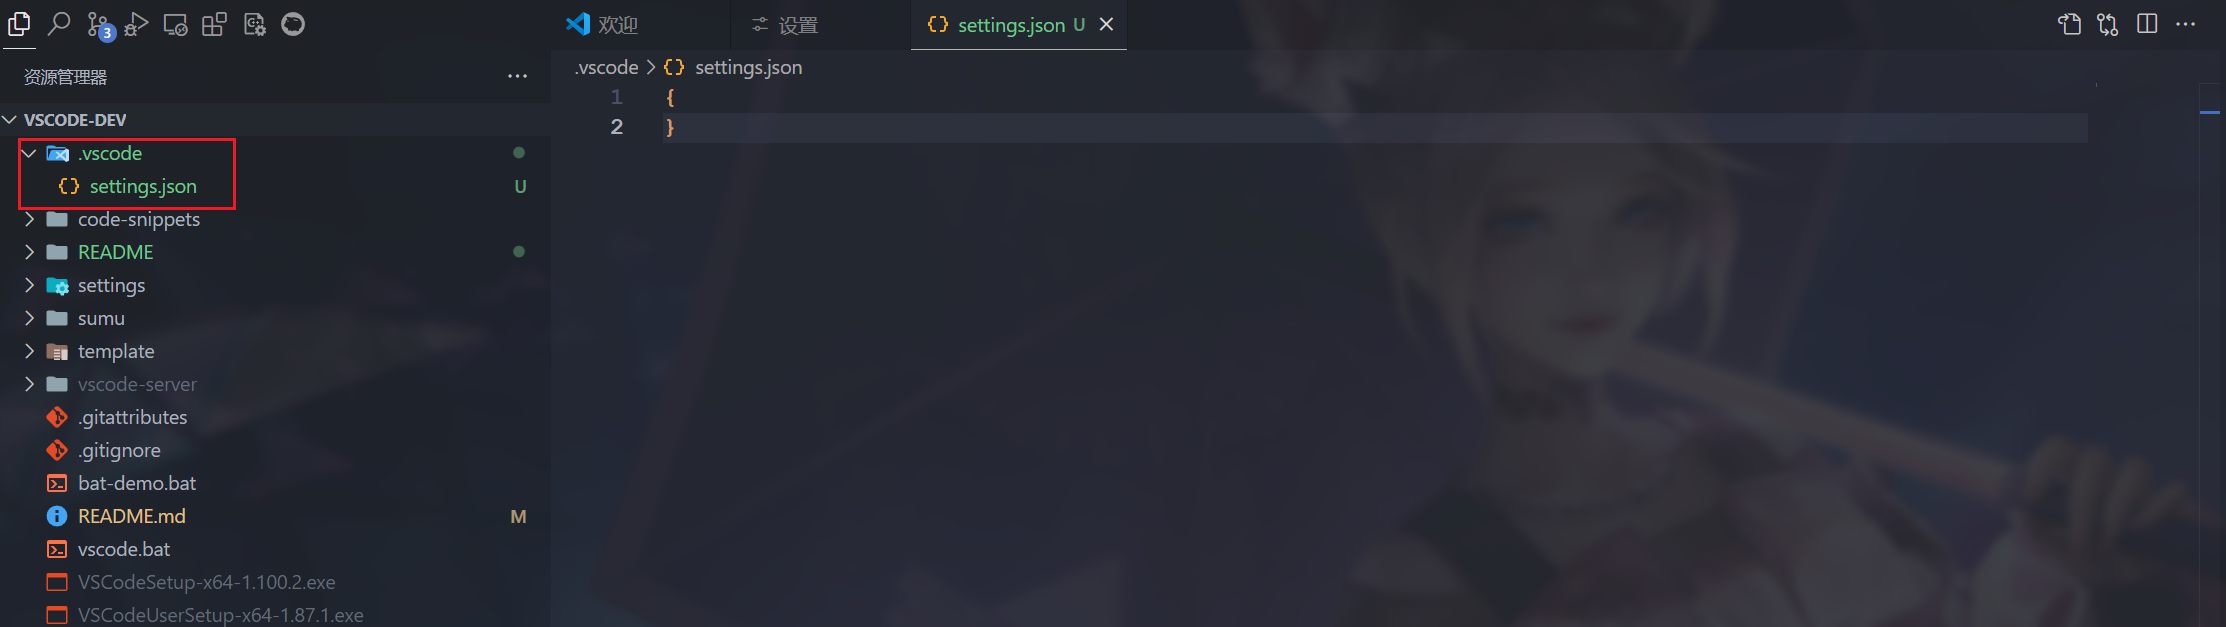 3
欢迎
设置
settings.json U
资源管理器
.vscode settings.json
VSCODE-DEV
1 {
2 }
.vscode
settings.json U
code-snippets
README
settings
sumu
template
vscode-server
.gitattributes
.gitignore
bat-demo.bat
README.md M
vscode.bat
VSCodeSetup-x64-1.100.2.exe
VSCodeUserSetup-x64-1.87.1.exe